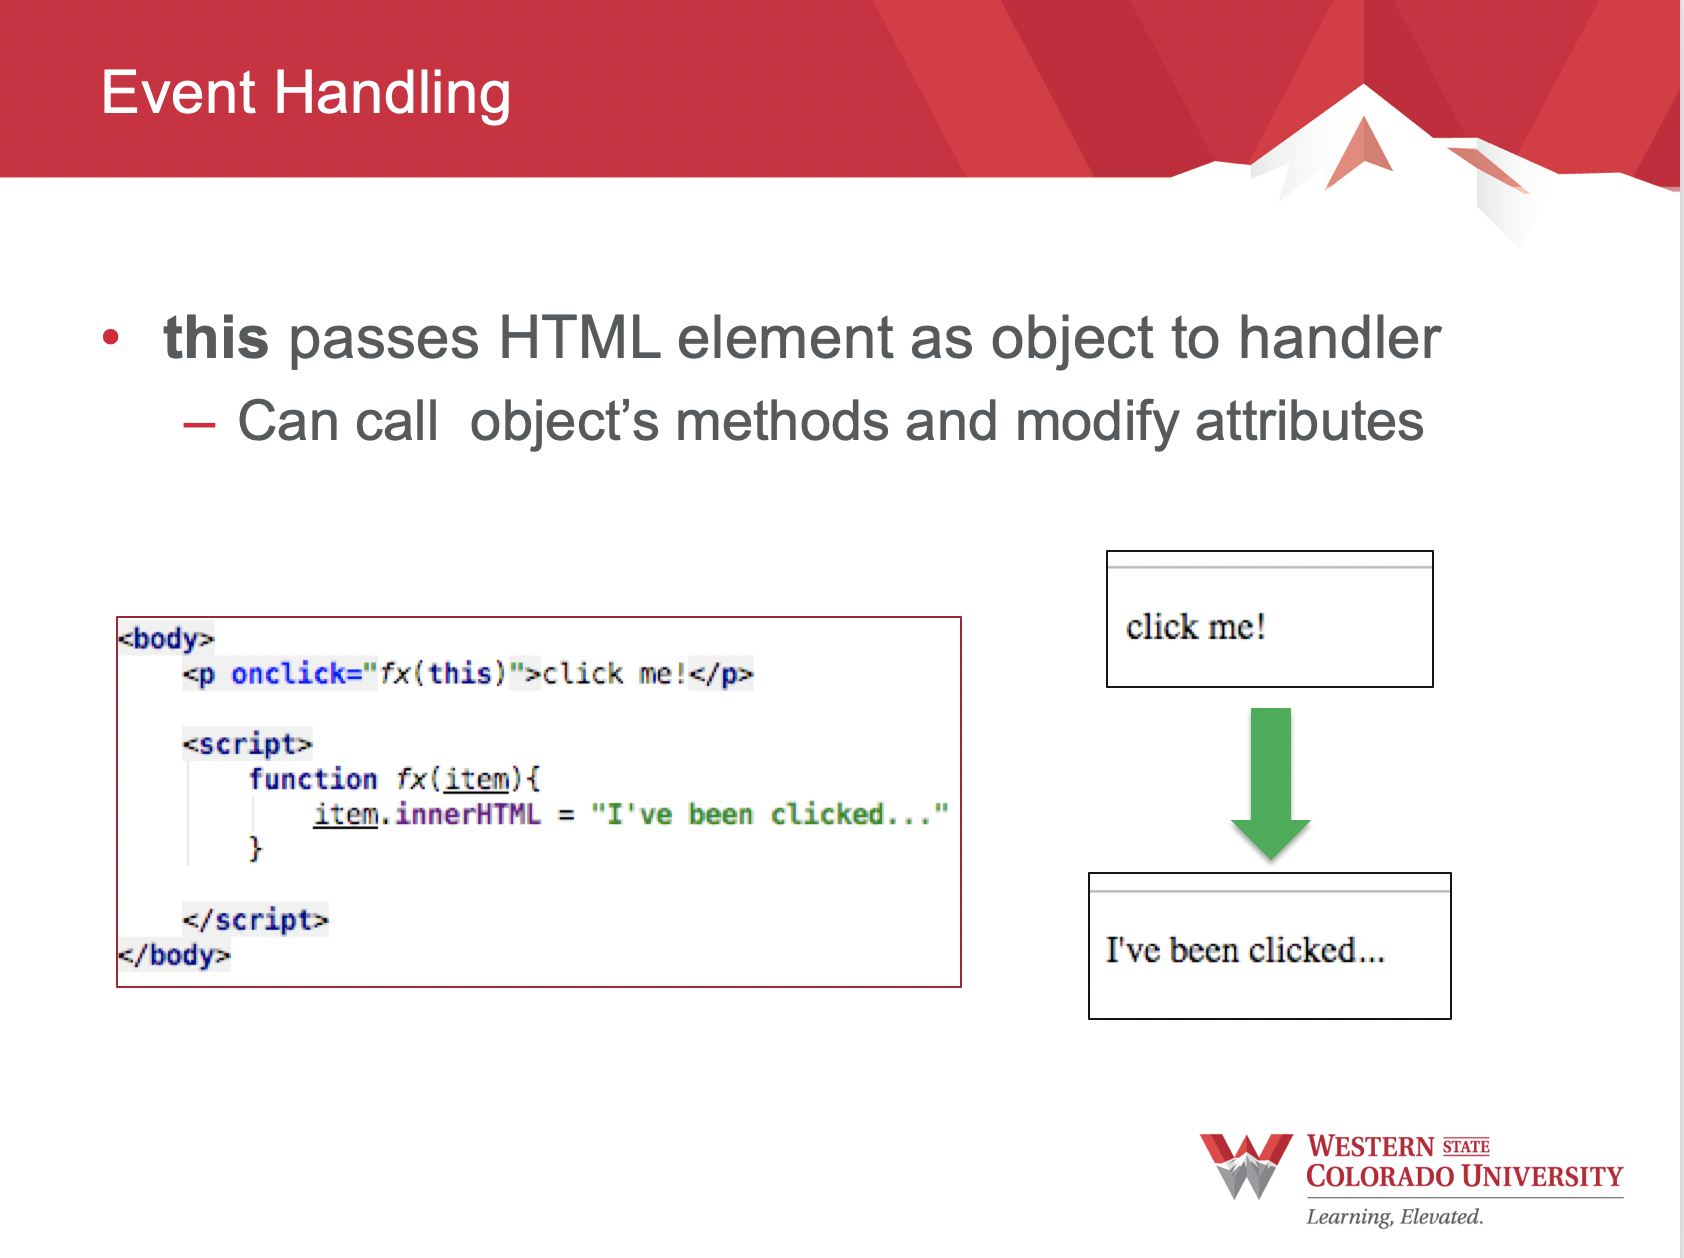 Event Handling
• this passes HTML element as object to handler
– Can call  object’s methods and modify attributes
<body>
    <p onclick="fx(this)">click me!</p>
    <script>
        function fx(item){
            item.innerHTML = "I've been clicked..."
        }
    </script>
</body>
click me!
I've been clicked...
WESTERN STATE
COLORADO UNIVERSITY
Learning, Elevated.